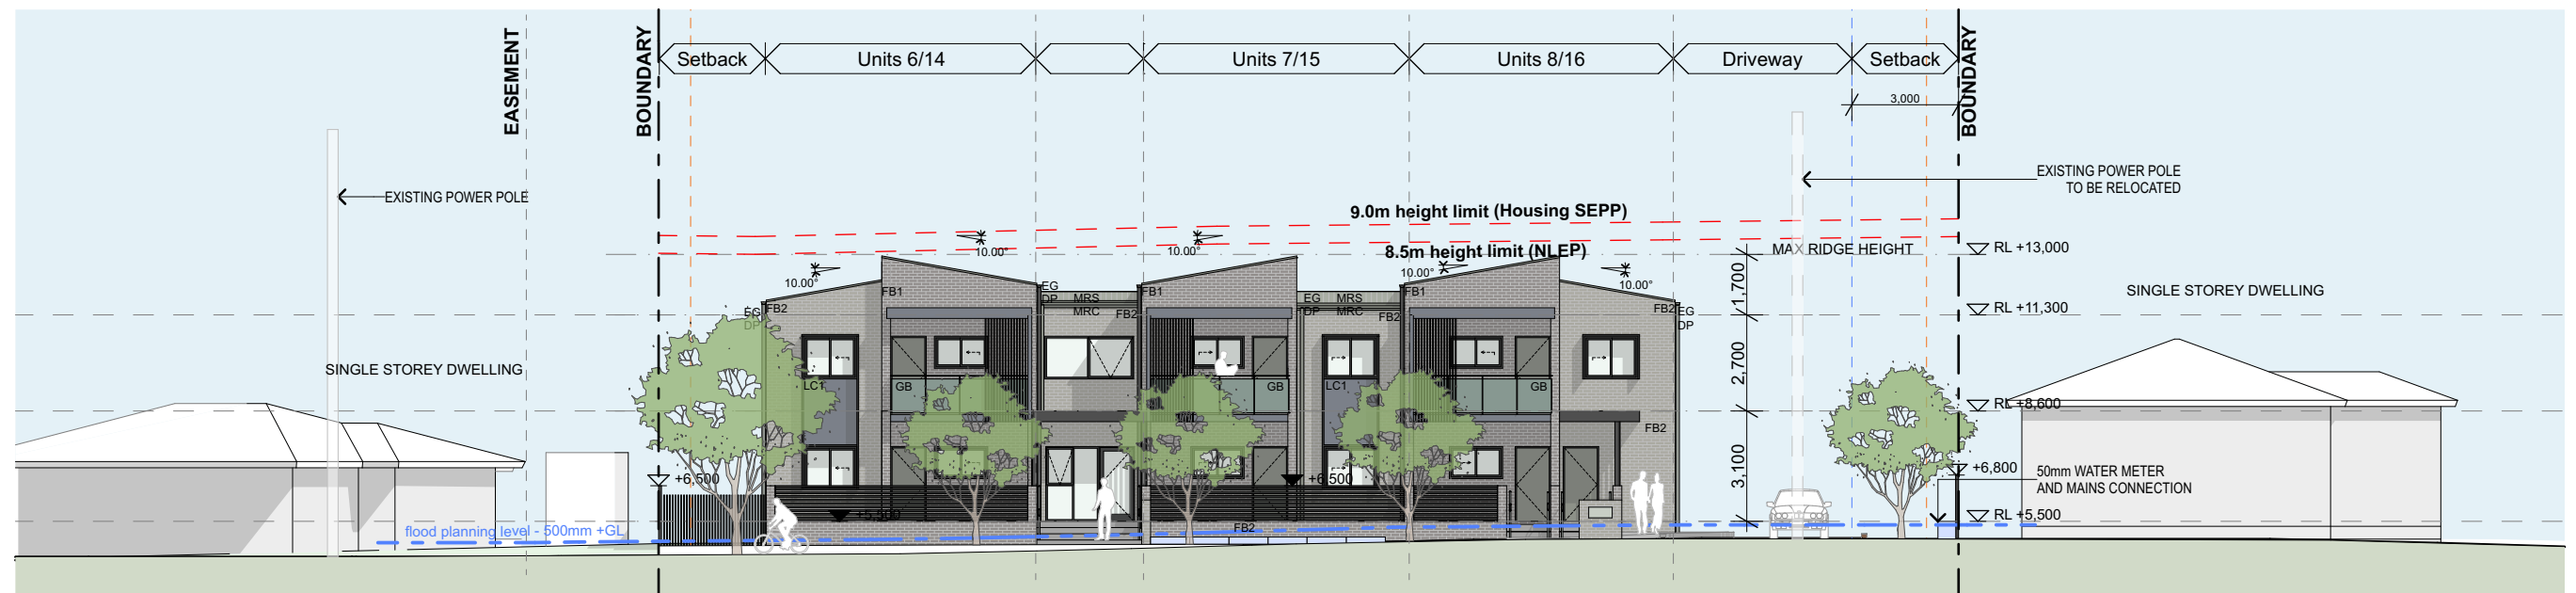 EASEMENT
BOUNDARY
Setback
Units 6/14
Units 7/15
Units 8/16
Driveway
Setback
BOUNDARY
3,000
EXISTING POWER POLE
EXISTING POWER POLE
TO BE RELOCATED
9.0m height limit (Housing SEPP)
8.5m height limit (NLEP)
MAX RIDGE HEIGHT
RL +13,000
10.00°
10.00°
10.00°
10.00°
10.00°
1,700
SINGLE STOREY DWELLING
RL +11,300
EG
DP
FB2
FB1
EG
DP
MRS
MRC
FB2
FB1
EG
DP
MRS
MRC
FB2
FB1
FB2
EG
DP
2,700
SINGLE STOREY DWELLING
LC1
GB
GB
LC1
GB
RL +8,600
FB2
3,100
+6,500
+6,500
+6,800
50mm WATER METER
AND MAINS CONNECTION
RL +5,500
flood planning level - 500mm +GL
FB2